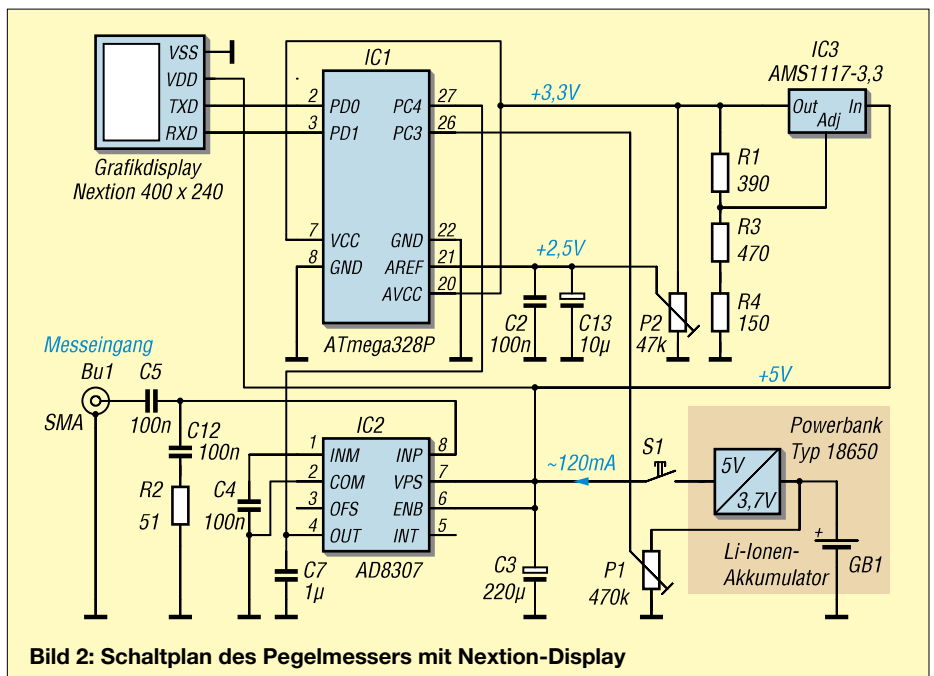 VSS
VDD
TXD
RXD
Grafikdisplay
Nextion 400 x 240
IC1
2 PD0
3 PD1
PC4 27
PC3 26
7 VCC
8 GND
GND 22
AREF 21
AVCC 20
ATmega328P
+3,3V
IC3
AMS1117-3,3
Out
Adj
In
R1
390
R3
470
R4
150
+2,5V
C2
100n
C13
10µ
P2
47k
+5V
Messeingang
Bu1
SMA
C5
100n
C12
100n
R2
51
C4
100n
IC2
1 INM
2 COM
3 OFS
4 OUT
INP 8
VPS 7
ENB 6
INT 5
AD8307
C7
1µ
~120mA
S1
C3
220µ
P1
470k
Powerbank
Typ 18650
5V
3,7V
Li-Ionen-
Akkumulator
+
GB1
Bild 2: Schaltplan des Pegelmessers mit Nextion-Display